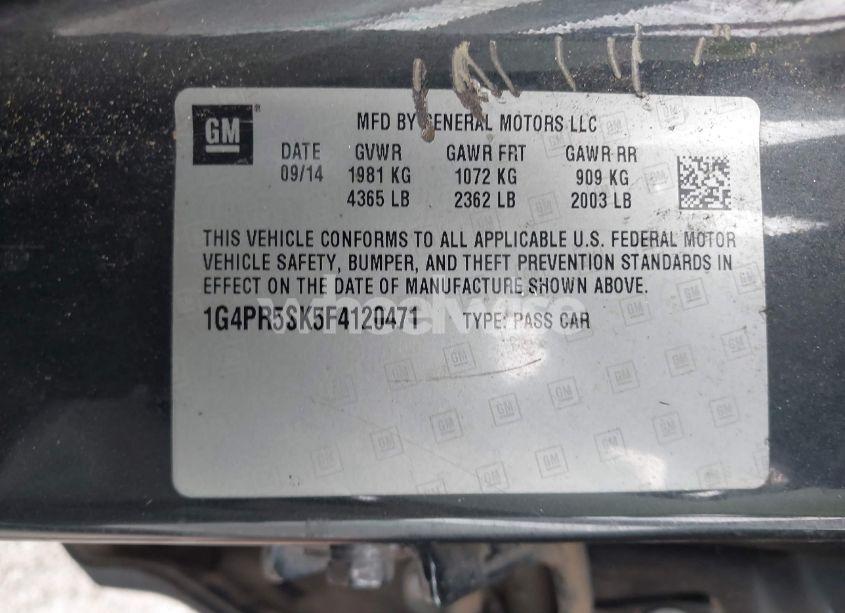 GM
MFD BY GENERAL MOTORS LLC
DATE GVWR GAWR FRT GAWR RR
09/14 1981 KG 1072 KG 909 KG
4365 LB 2362 LB 2003 LB
THIS VEHICLE CONFORMS TO ALL APPLICABLE U.S. FEDERAL MOTOR
VEHICLE SAFETY, BUMPER, AND THEFT PREVENTION STANDARDS IN
EFFECT ON THE DATE OF MANUFACTURE SHOWN ABOVE.
wheelwise
1G4PR5SK5F4120471 TYPE: PASS CAR